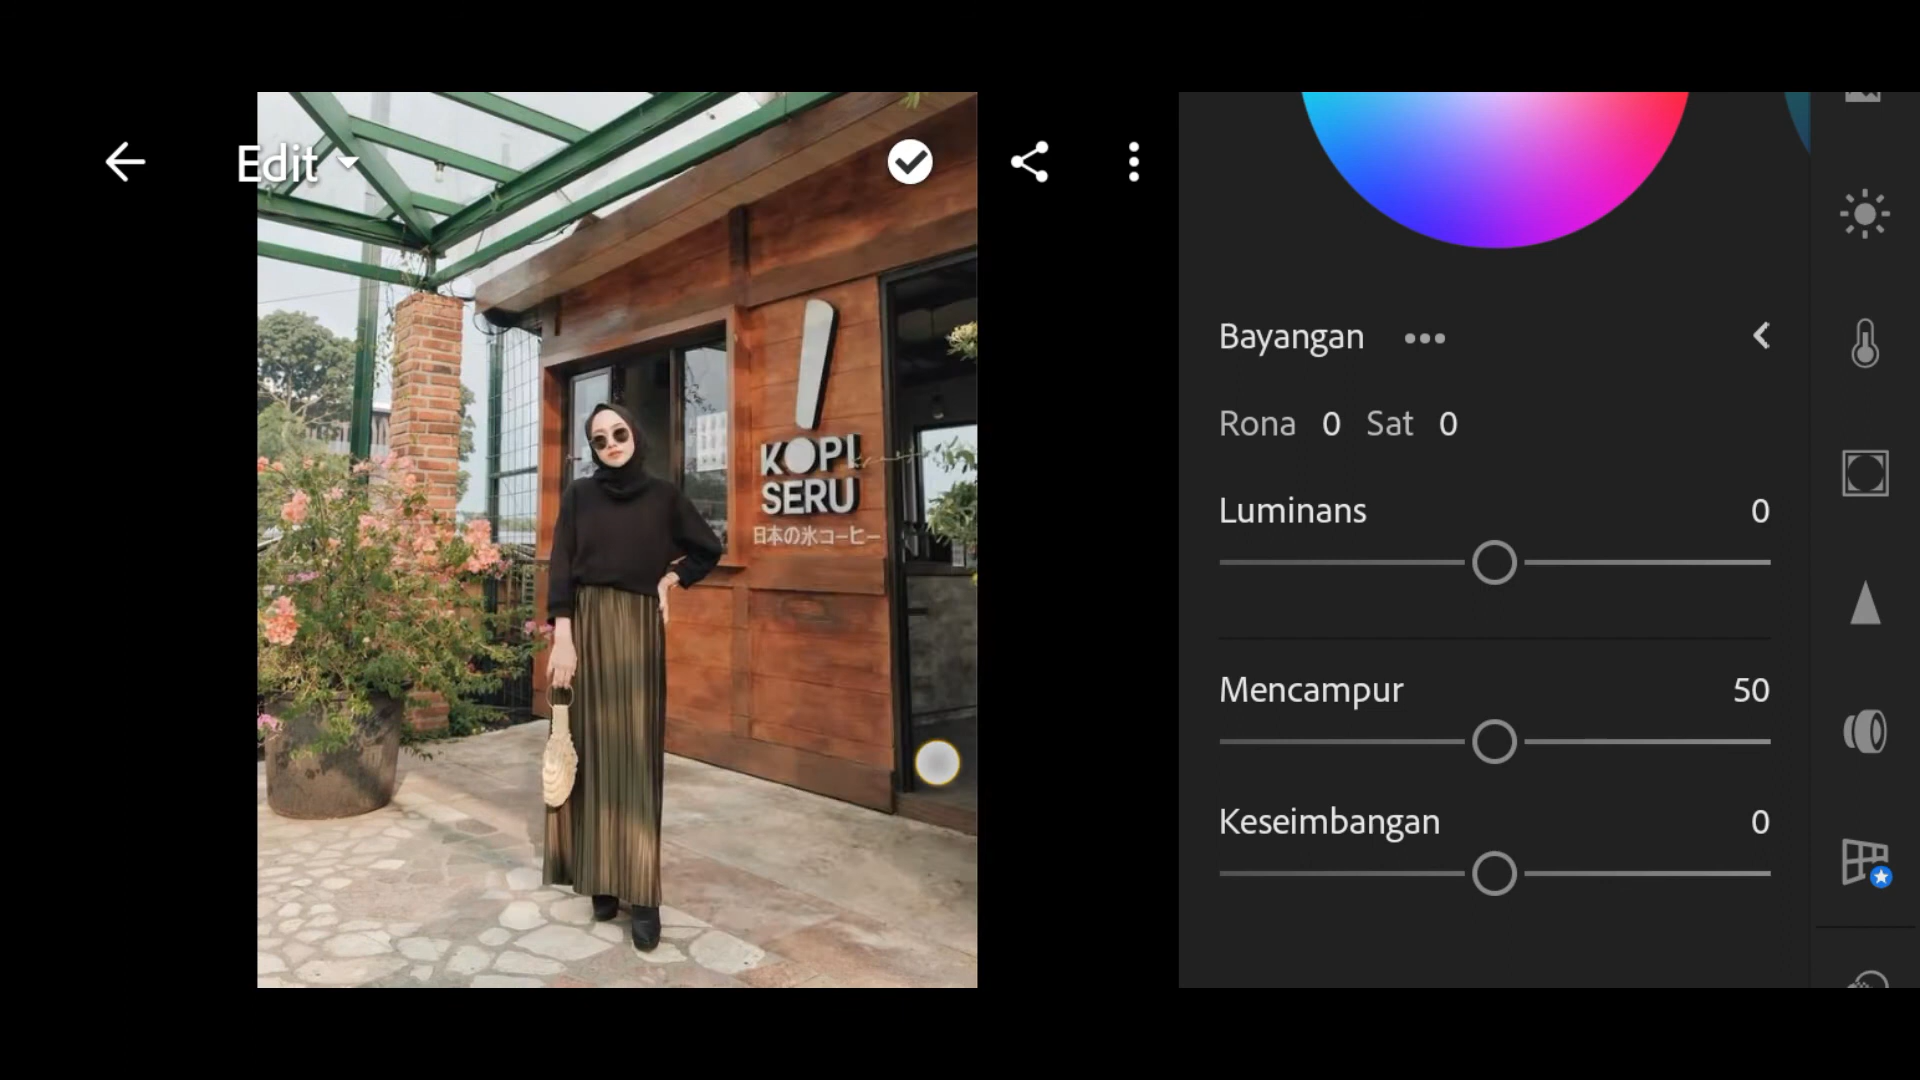 Edit
KOPI
SERU
日本の氷コーヒー
Bayangan
Rona 0 Sat 0
Luminans 0
Mencampur 50
Keseimbangan 0